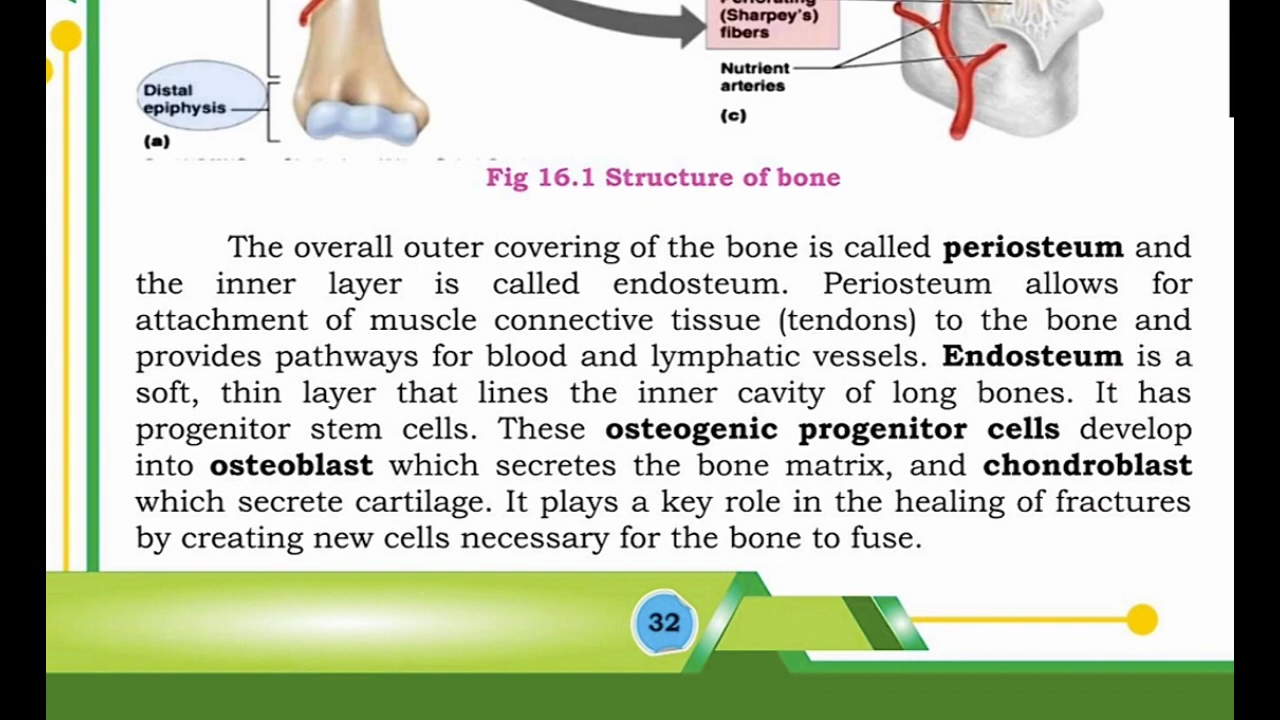 Perforating
(Sharpey's)
fibers
Nutrient
arteries
(c)
Distal
epiphysis
(a)
Fig 16.1 Structure of bone
The overall outer covering of the bone is called periosteum and
the inner layer is called endosteum. Periosteum allows for
attachment of muscle connective tissue (tendons) to the bone and
provides pathways for blood and lymphatic vessels. Endosteum is a
soft, thin layer that lines the inner cavity of long bones. It has
progenitor stem cells. These osteogenic progenitor cells develop
into osteoblast which secretes the bone matrix, and chondroblast
which secrete cartilage. It plays a key role in the healing of fractures
by creating new cells necessary for the bone to fuse.
32